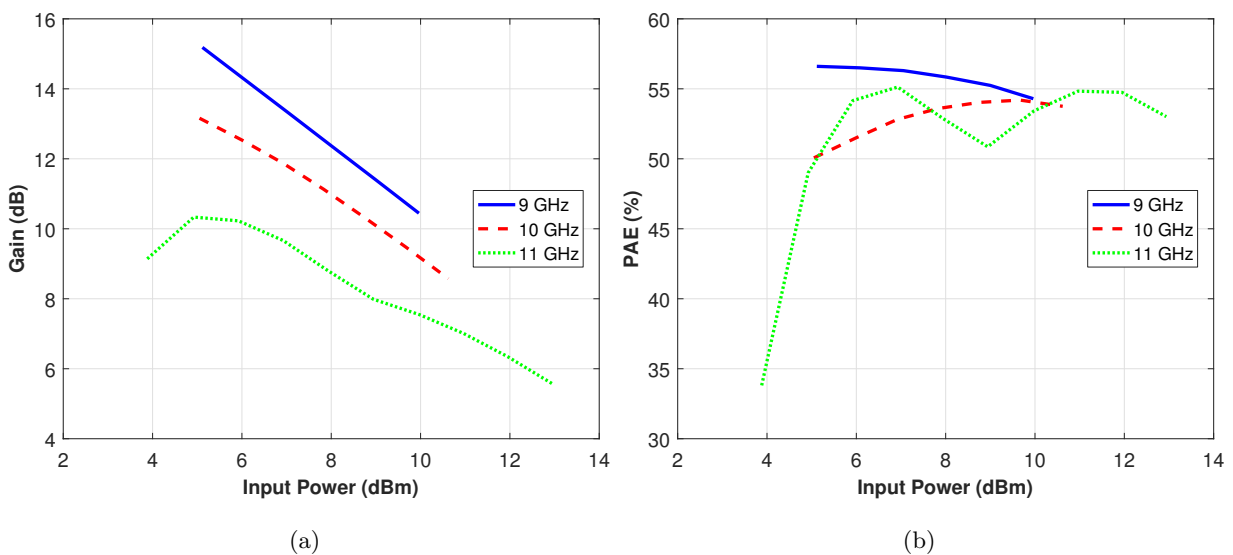 16
14
12
10
8
6
4
2 4 6 8 10 12 14
Gain (dB)
Input Power (dBm)
9 GHz
10 GHz
11 GHz
(a)
60
55
50
45
40
35
30
2 4 6 8 10 12 14
PAE (%)
Input Power (dBm)
9 GHz
10 GHz
11 GHz
(b)